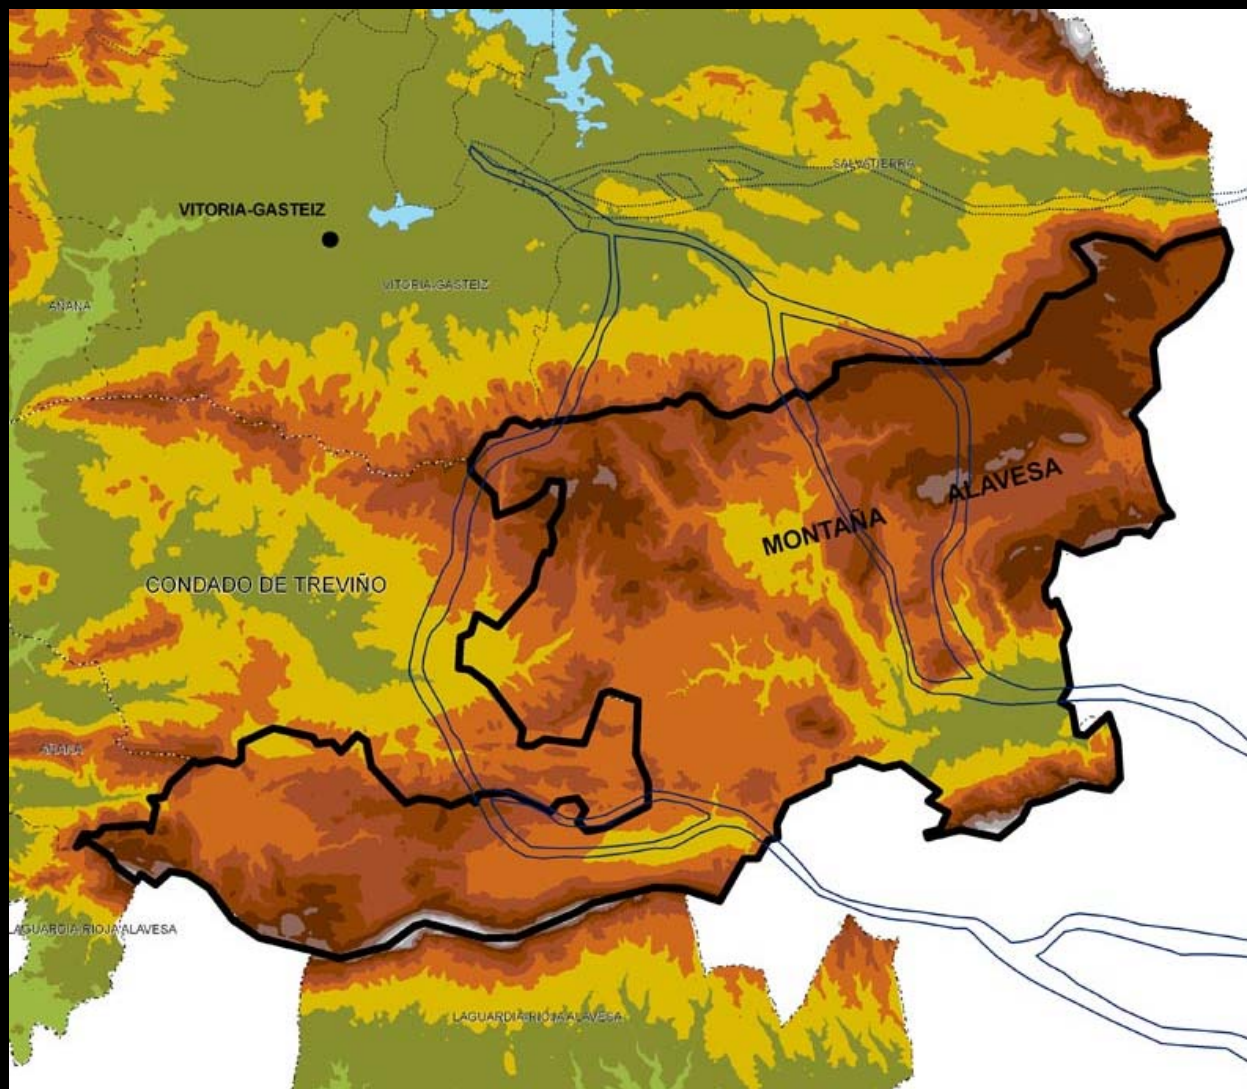 SALVATIERRA
VITORIA-GASTEIZ
VITORIA-GASTEIZ
AÑANA
ALAVESA
MONTAÑA
CONDADO DE TREVIÑO
AÑANA
LAGUARDIA-RIOJA ALAVESA
LAGUARDIA-RIOJA ALAVESA